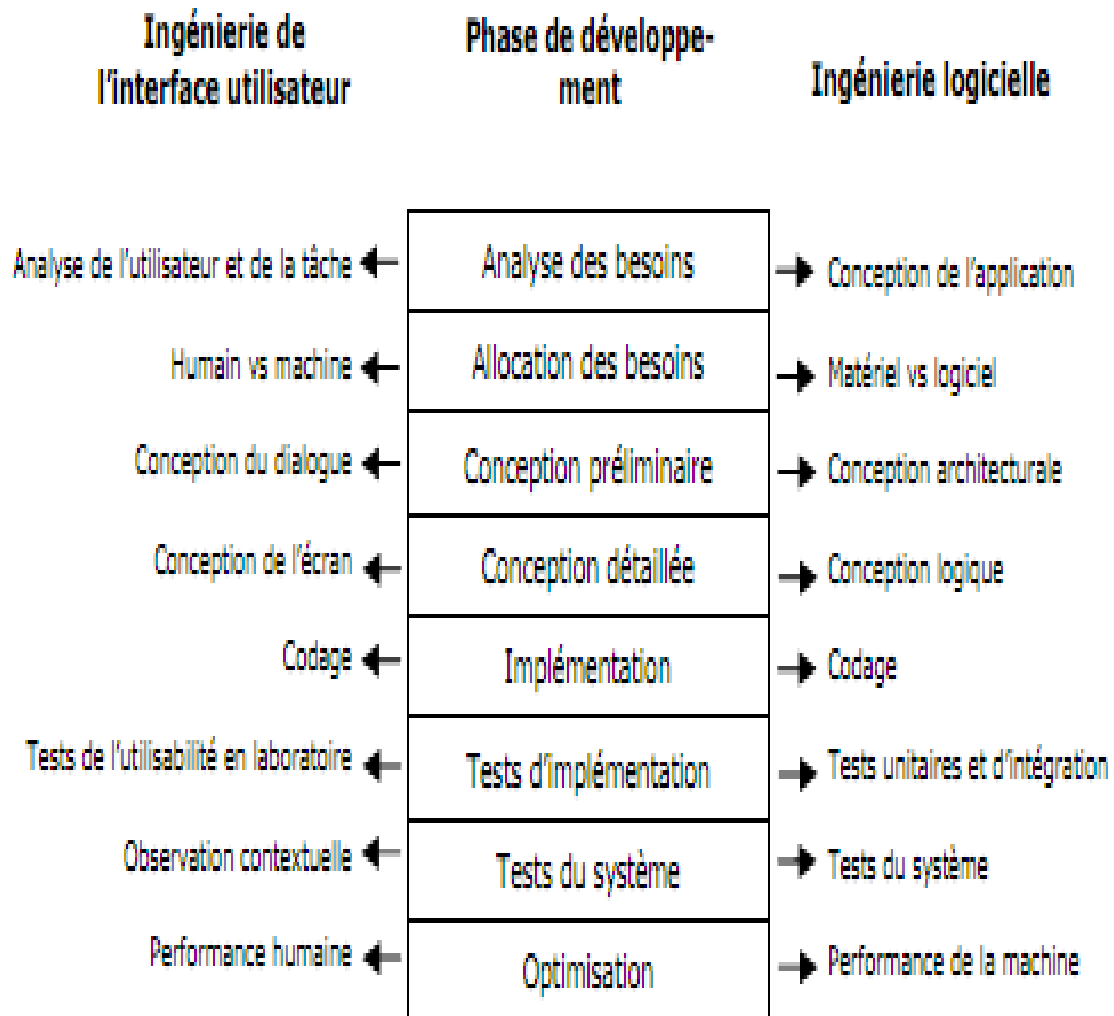 Ingénierie de
l'interface utilisateur
Phase de développe-
ment
Ingénierie logicielle
Analyse de l'utilisateur et de la tâche
Analyse des besoins
Conception de l'application
Humain vs machine
Allocation des besoins
Matériel vs logiciel
Conception du dialogue
Conception préliminaire
Conception architecturale
Conception de l'écran
Conception détaillée
Conception logique
Codage
Implémentation
Codage
Tests de l'utilisabilité en laboratoire
Tests d'implémentation
Tests unitaires et d'intégration
Observation contextuelle
Tests du système
Tests du système
Performance humaine
Optimisation
Performance de la machine